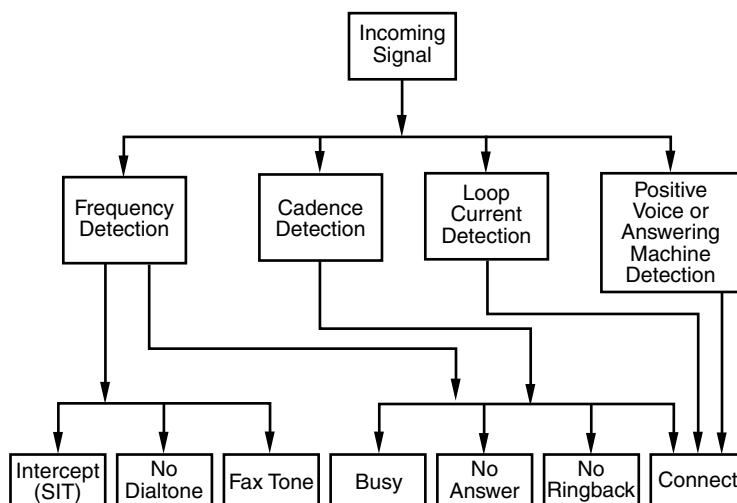 Incoming
Signal
Frequency
Detection
Cadence
Detection
Loop
Current
Detection
Positive
Voice or
Answering
Machine
Detection
Intercept
(SIT)
No
Dialtone
Fax Tone
Busy
No
Answer
No
Ringback
Connect